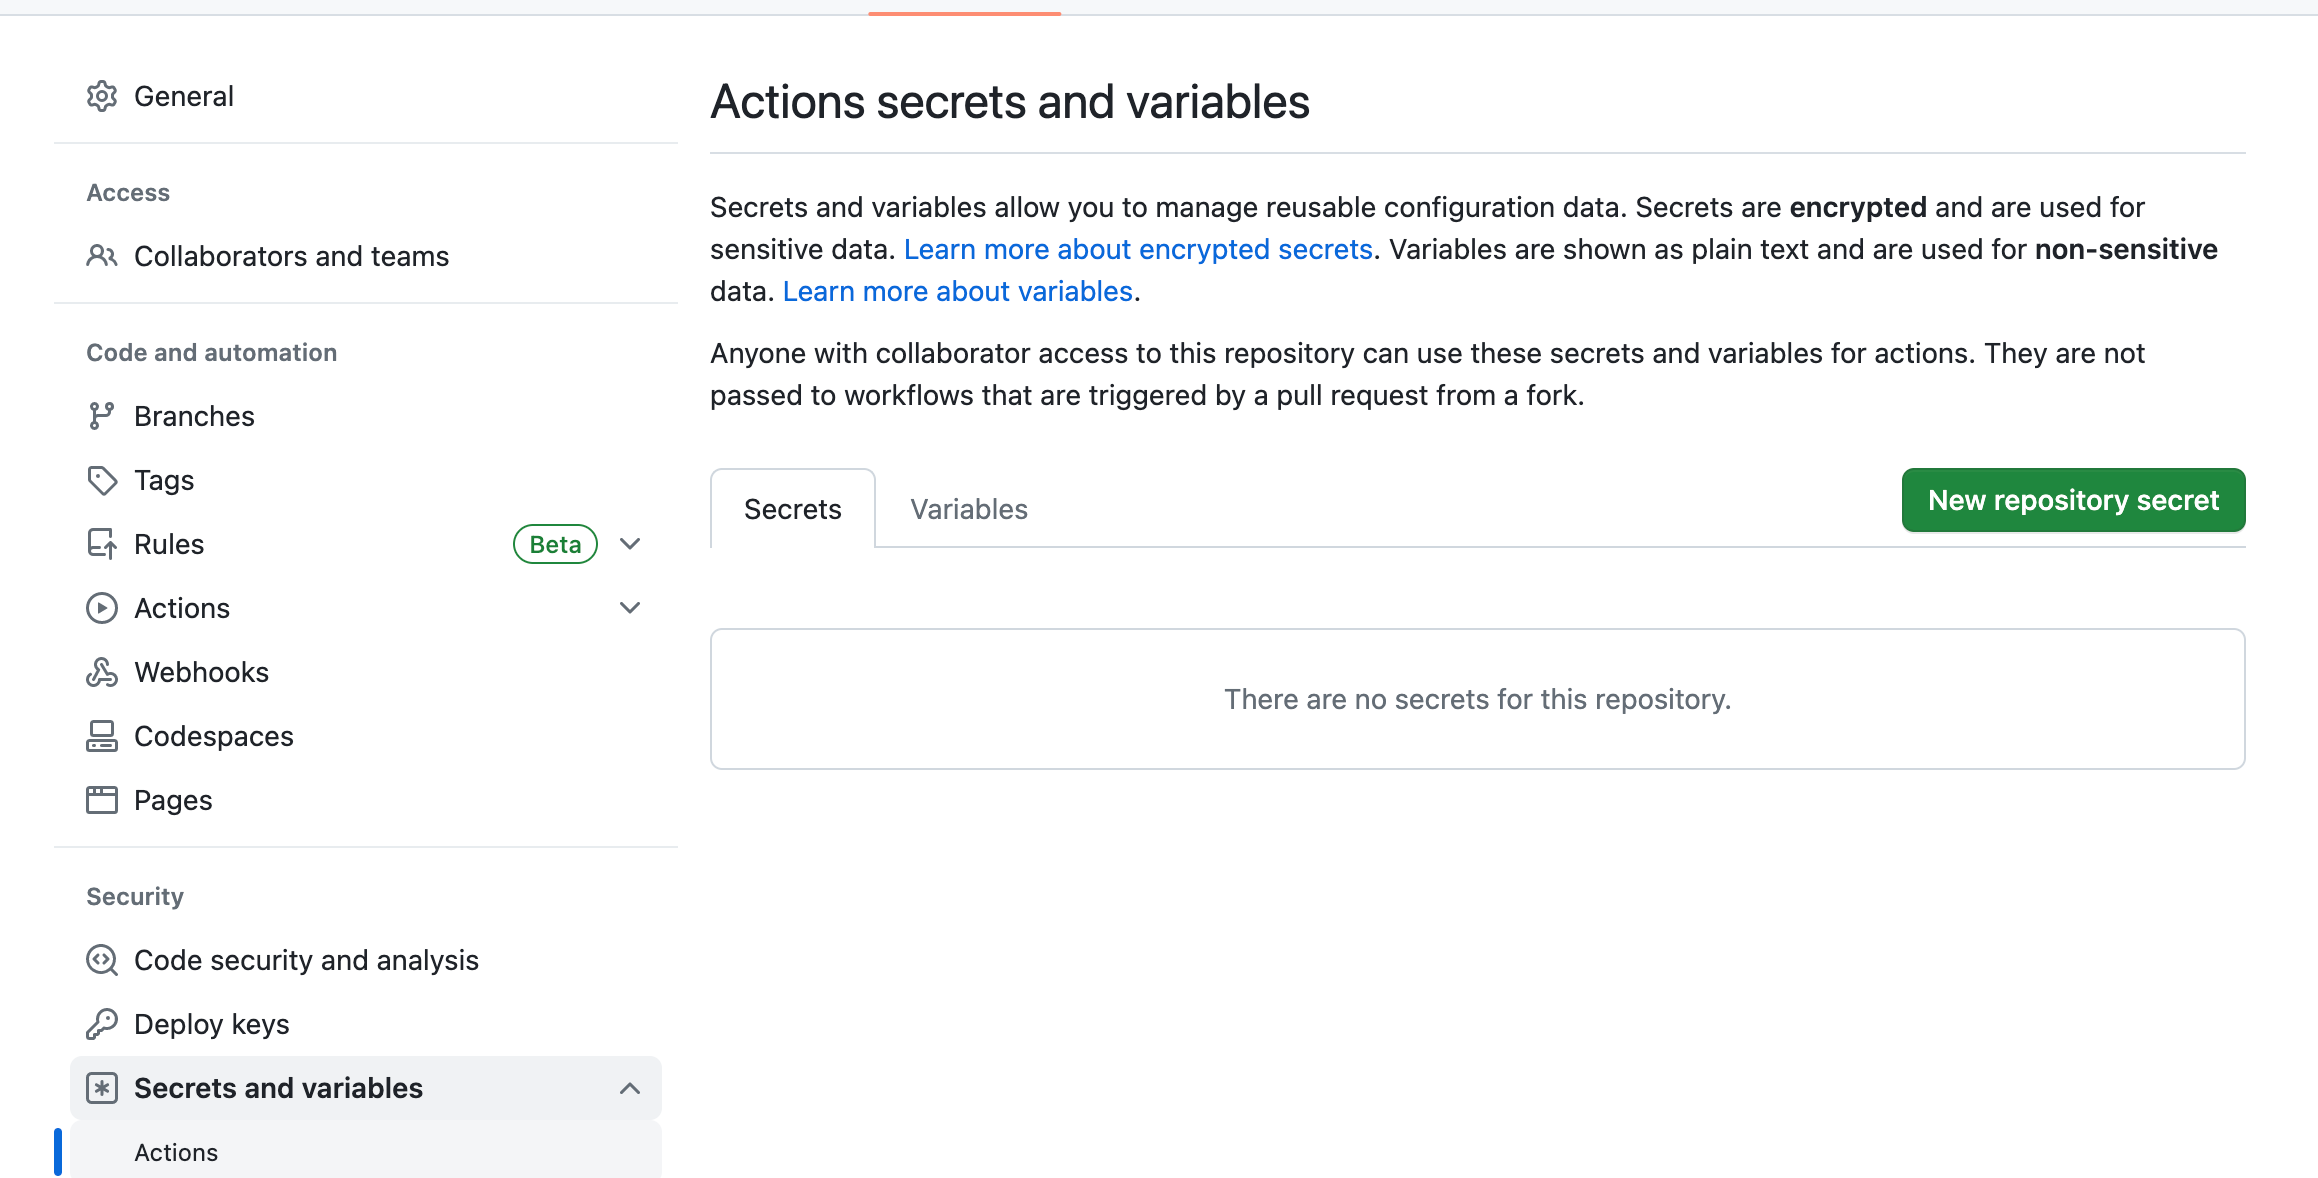 General
Access
Collaborators and teams
Code and automation
Branches
Tags
Rules
Beta
Actions
Webhooks
Codespaces
Pages
Security
Code security and analysis
Deploy keys
Secrets and variables
Actions
Actions secrets and variables
Secrets and variables allow you to manage reusable configuration data. Secrets are encrypted and are used for
sensitive data. Learn more about encrypted secrets. Variables are shown as plain text and are used for non-sensitive
data. Learn more about variables.
Anyone with collaborator access to this repository can use these secrets and variables for actions. They are not
passed to workflows that are triggered by a pull request from a fork.
Secrets
Variables
New repository secret
There are no secrets for this repository.